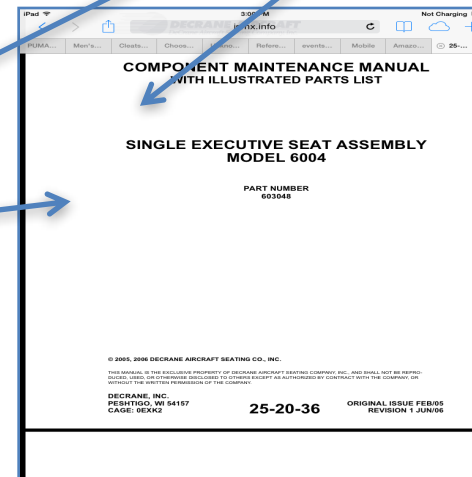 iPad
Not Charging
DECRANE AIRCRAFT
PUMA... Men's... Cleats... Choos... Refere... events... Mobile Amazo... 25-...
COMPONENT MAINTENANCE MANUAL
WITH ILLUSTRATED PARTS LIST
SINGLE EXECUTIVE SEAT ASSEMBLY
MODEL 6004
PART NUMBER
603048
© 2005, 2006 DECRANE AIRCRAFT SEATING CO., INC.
THIS MANUAL IS THE EXCLUSIVE PROPERTY OF DECRANE AIRCRAFT SEATING COMPANY, INC., AND SHALL NOT BE REPRO-
DUCED, USED, OR OTHERWISE DISCLOSED TO OTHERS EXCEPT AS AUTHORIZED BY CONTRACT WITH THE COMPANY, OR
WITHOUT THE WRITTEN PERMISSION OF THE COMPANY.
DECRANE, INC.
PESHTIGO, WI 54157
CAGE: 0EXK2
25-20-36
ORIGINAL ISSUE FEB/05
REVISION 1 JUN/06